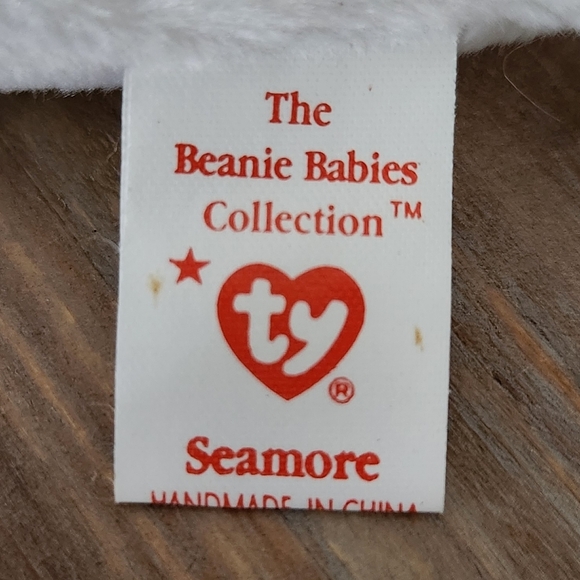 The
Beanie Babies
Collection™
ty®
Seamore
HANDMADE IN CHINA